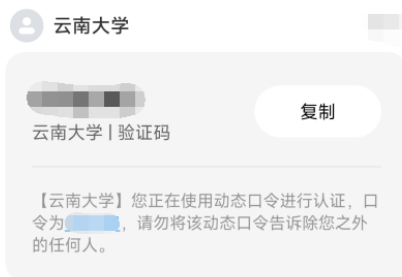 云南大学
复制
云南大学 | 验证码
【云南大学】您正在使用动态口令进行认证，口
令为，请勿将该动态口令告诉除您之外
的任何人。